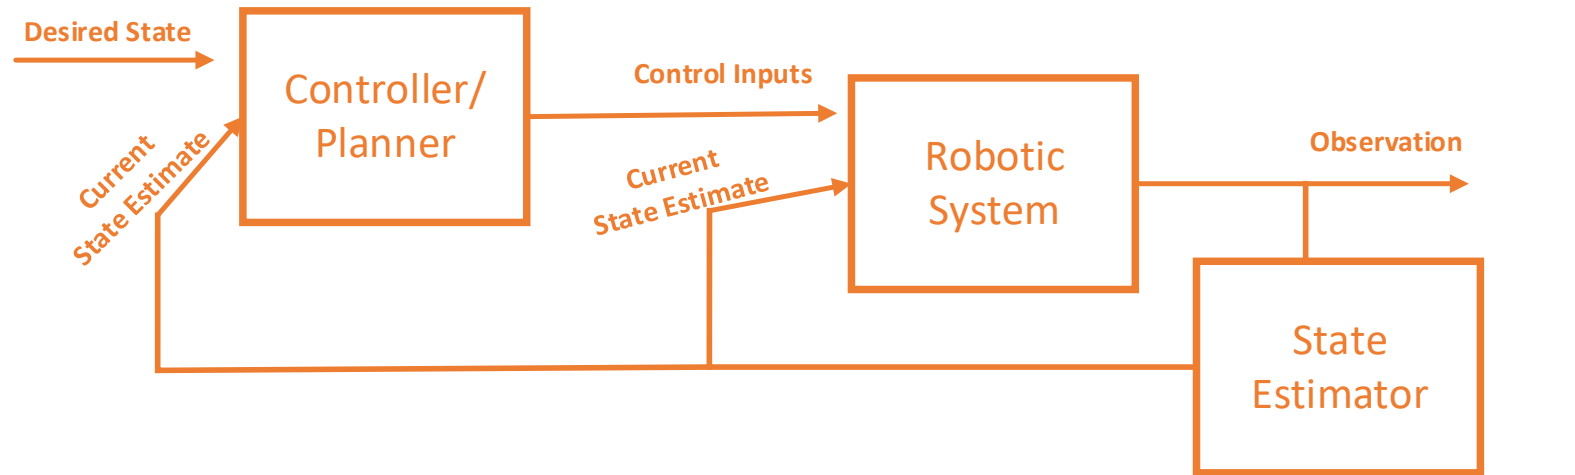 Desired State
Controller/
Planner
Control Inputs
Current
State Estimate
Current
State Estimate
Robotic
System
Observation
State
Estimator